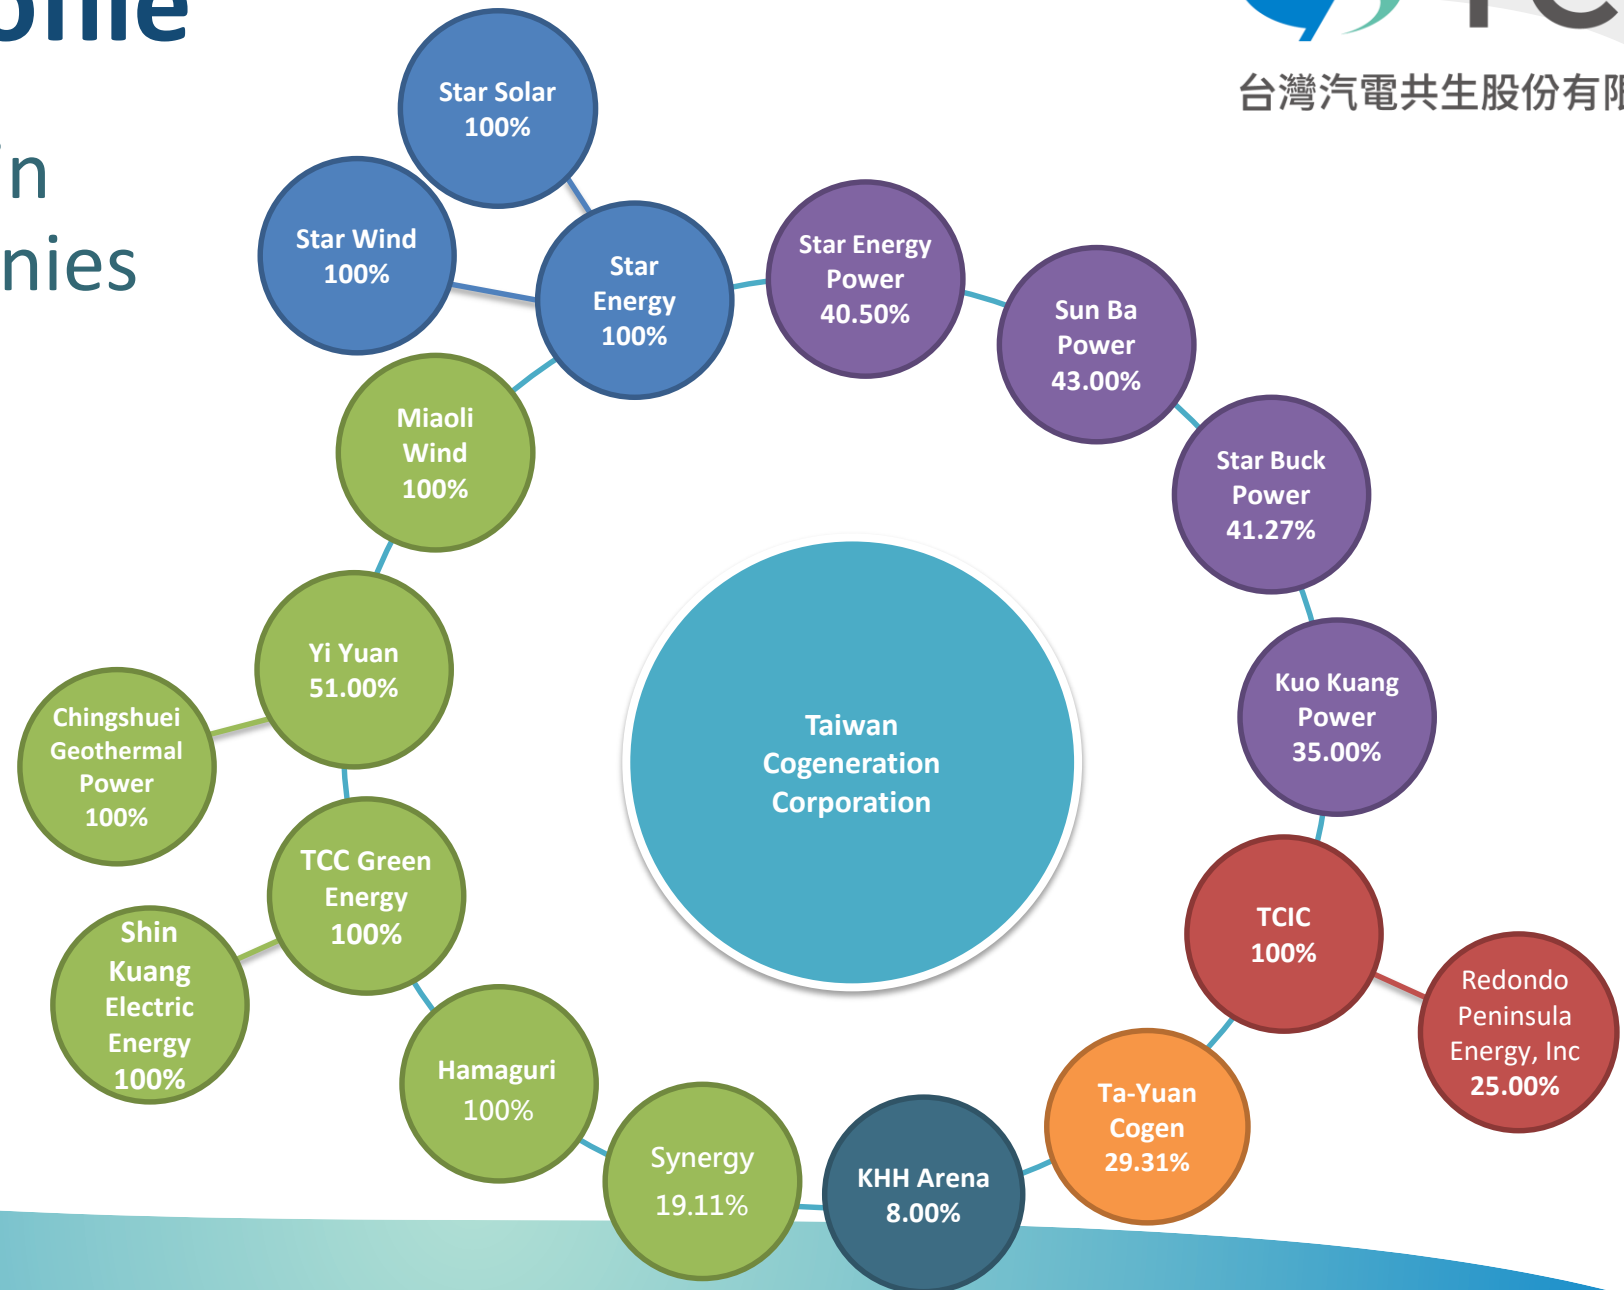 in
nies
台灣汽電共生股份有限
Star Solar
100%
Star Wind
100%
Star
Energy
100%
Star Energy
Power
40.50%
Sun Ba
Power
43.00%
Star Buck
Power
41.27%
Kuo Kuang
Power
35.00%
TCIC
100%
Redondo
Peninsula
Energy, Inc
25.00%
Ta-Yuan
Cogen
29.31%
KHH Arena
8.00%
Synergy
19.11%
Hamaguri
100%
TCC Green
Energy
100%
Shin
Kuang
Electric
Energy
100%
Yi Yuan
51.00%
Chingshuei
Geothermal
Power
100%
Miaoli
Wind
100%
Taiwan
Cogeneration
Corporation